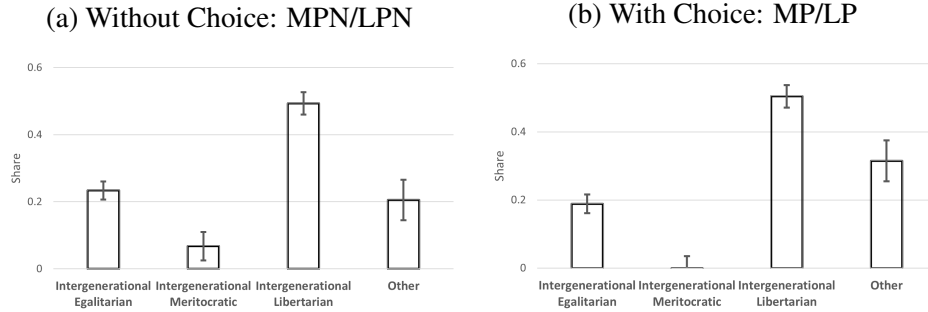 (a) Without Choice: MPN/LPN
0.6
0.4
0.2
0
Share
Intergenerational Egalitarian
Intergenerational Meritocratic
Intergenerational Libertarian
Other
(b) With Choice: MP/LP
0.6
0.4
0.2
0
Share
Intergenerational Egalitarian
Intergenerational Meritocratic
Intergenerational Libertarian
Other